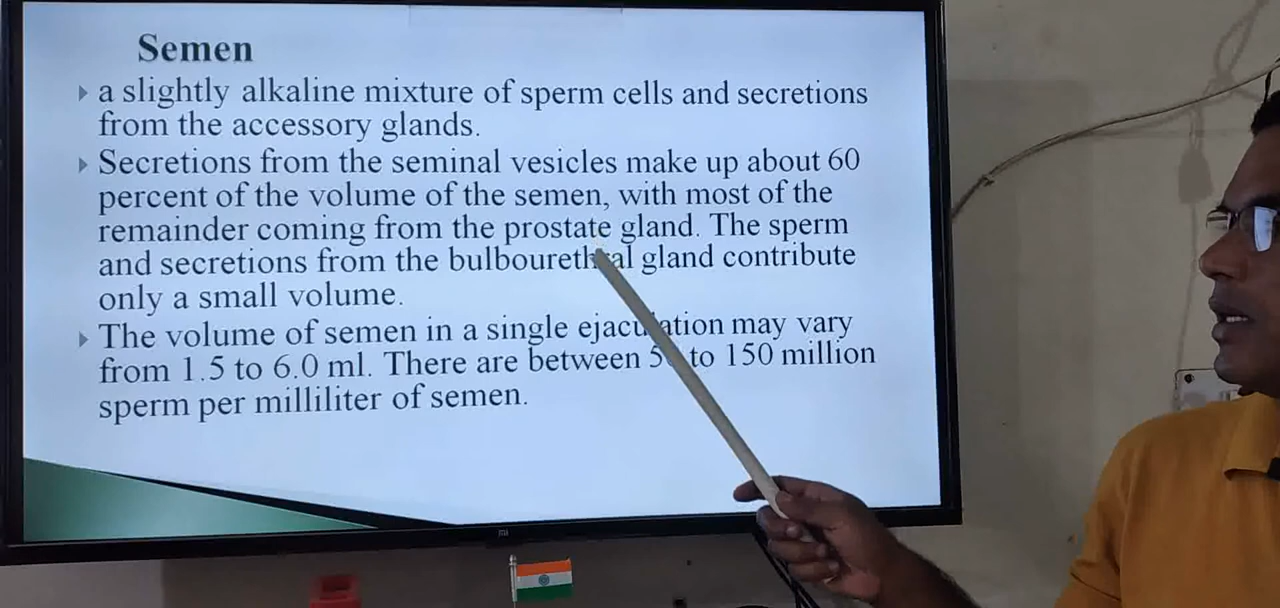 Semen
a slightly alkaline mixture of sperm cells and secretions
from the accessory glands.
Secretions from the seminal vesicles make up about 60
percent of the volume of the semen, with most of the
remainder coming from the prostate gland. The sperm
and secretions from the bulbourethral gland contribute
only a small volume.
The volume of semen in a single ejaculation may vary
from 1.5 to 6.0 ml. There are between 50 to 150 million
sperm per milliliter of semen.
mi